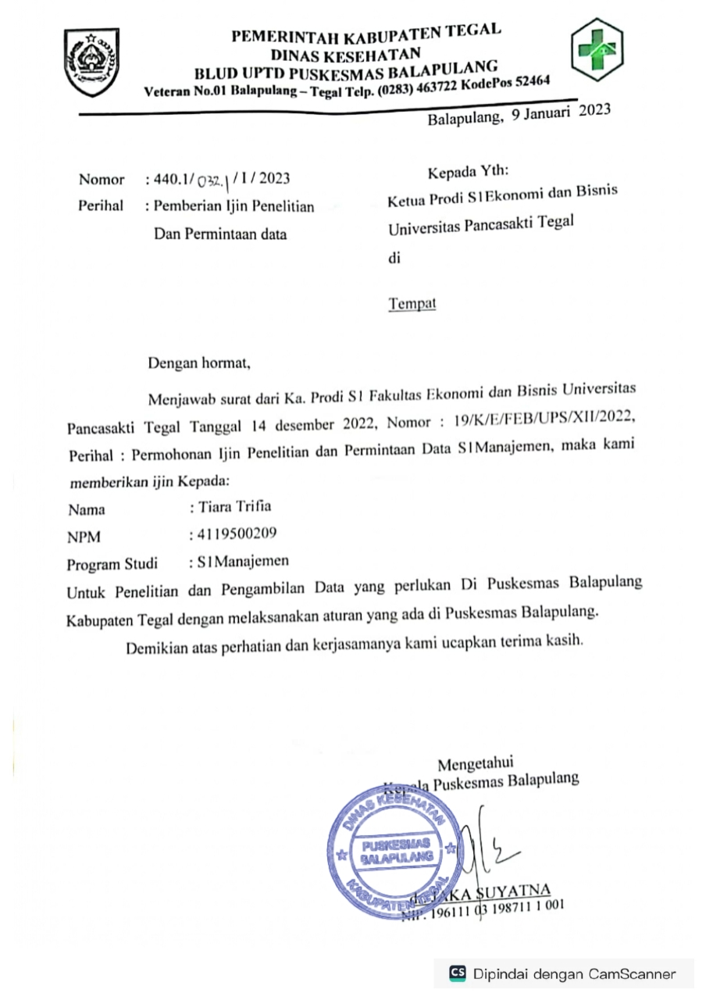 PEMERINTAH KABUPATEN TEGAL
DINAS KESEHATAN
BLUD UPTD PUSKESMAS BALAPULANG
Veteran No.01 Balapulang – Tegal Telp. (0283) 463722 KodePos 52464
Balapulang, 9 Januari 2023
Nomor : 440.1/032.1/I/2023
Perihal : Pemberian Ijin Penelitian
Dan Permintaan data
Kepada Yth:
Ketua Prodi S1Ekonomi dan Bisnis
Universitas Pancasakti Tegal
di
Tempat
Dengan hormat,
Menjawab surat dari Ka. Prodi S1 Fakultas Ekonomi dan Bisnis Universitas
Pancasakti Tegal Tanggal 14 desember 2022, Nomor : 19/K/E/FEB/UPS/XII/2022,
Perihal : Permohonan Ijin Penelitian dan Permintaan Data S1Manajemen, maka kami
memberikan ijin Kepada:
Nama : Tiara Trifia
NPM : 4119500209
Program Studi : S1Manajemen
Untuk Penelitian dan Pengambilan Data yang perlukan Di Puskesmas Balapulang
Kabupaten Tegal dengan melaksanakan aturan yang ada di Puskesmas Balapulang.
Demikian atas perhatian dan kerjasamanya kami ucapkan terima kasih.
Mengetahui
Kepala Puskesmas Balapulang
DINAS KESEHATAN
PUSKESMAS
BALAPULANG
KABUPATEN TEGAL
dr. JAKA SUYATNA
NIP. 196111 03 198711 1 001
CS Dipindai dengan CamScanner